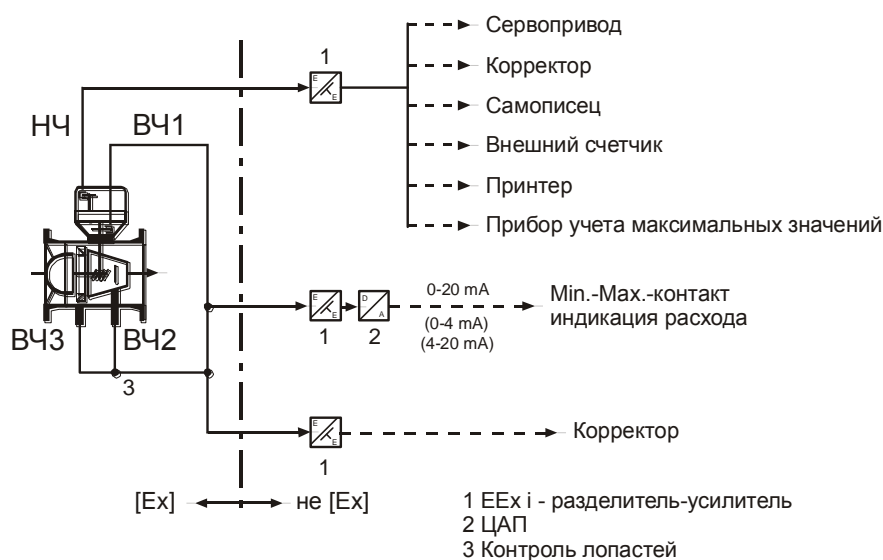 Сервопривод
1
E
E
Корректор
Самописец
НЧ
ВЧ1
Внешний счетчик
Принтер
Прибор учета максимальных значений
0-20 mA
E
E
D
A
Min.-Max.-контакт
индикация расхода
1
2
(0-4 mA)
(4-20 mA)
ВЧ3
ВЧ2
3
E
E
Корректор
1
[Ex]
не [Ex]
1 EEx i - разделитель-усилитель
2 ЦАП
3 Контроль лопастей